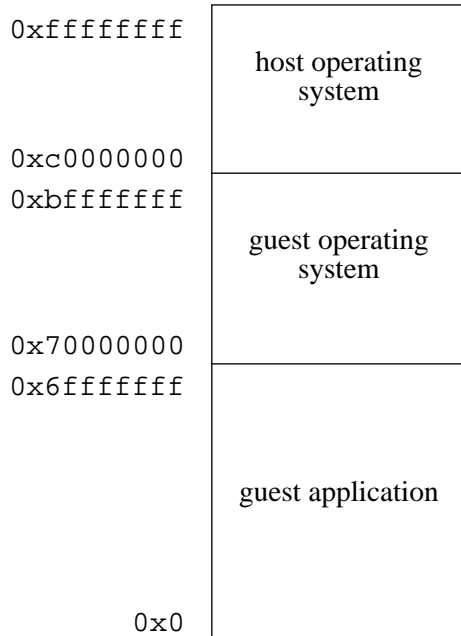 0xffffffff
host operating
system
0xc0000000
0xbfffffff
guest operating
system
0x70000000
0x6fffffff
guest application
0x0